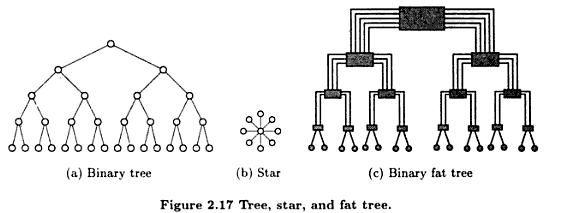 (a) Binary tree (b) Star (c) Binary fat tree
Figure 2.17 Tree, star, and fat tree.